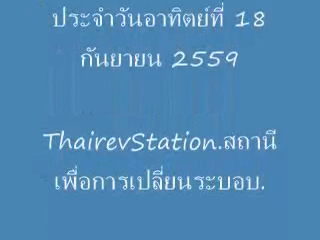 ประจำวันอาทิตย์ที่ 18
กันยายน 2559
ThairevStation.สถานี
เพื่อการเปลี่ยนระบอบ.